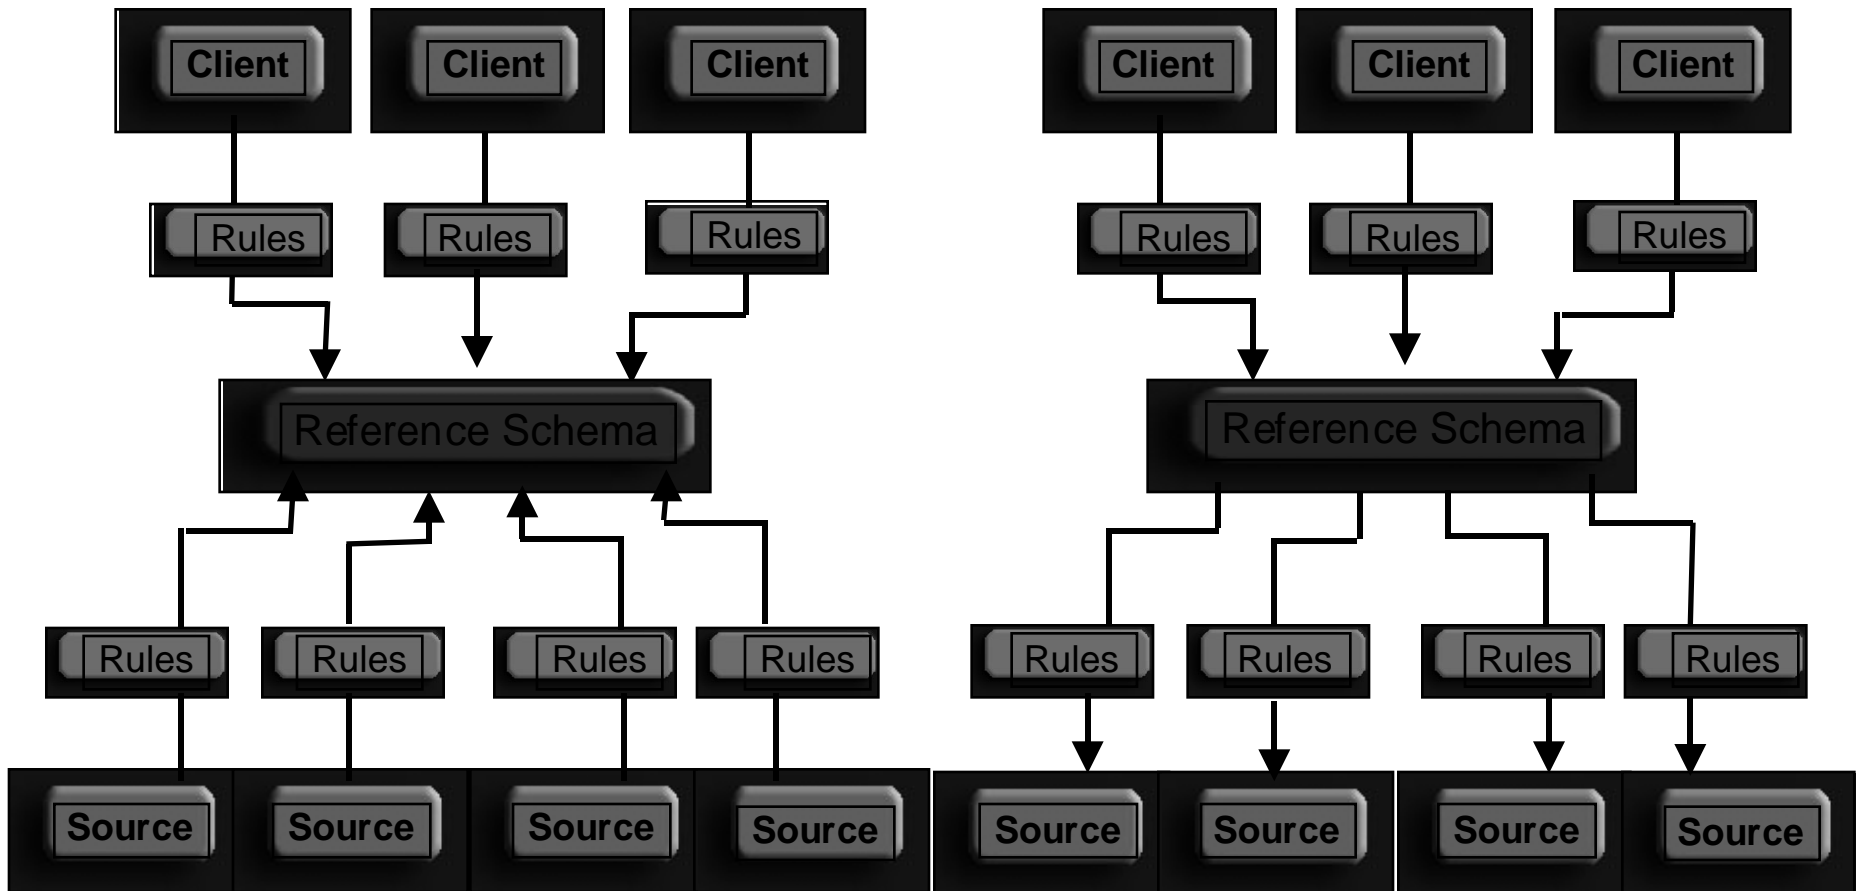 Client Client Client Client Client Client
Rules Rules Rules Rules Rules Rules
Reference Schema Reference Schema
Rules Rules Rules Rules Rules Rules Rules Rules
Source Source Source Source Source Source Source Source